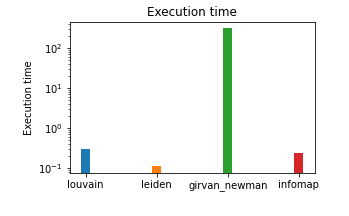 Execution time
Execution time
10²
10¹
10⁰
10⁻¹
louvain leiden girvan_newman infomap